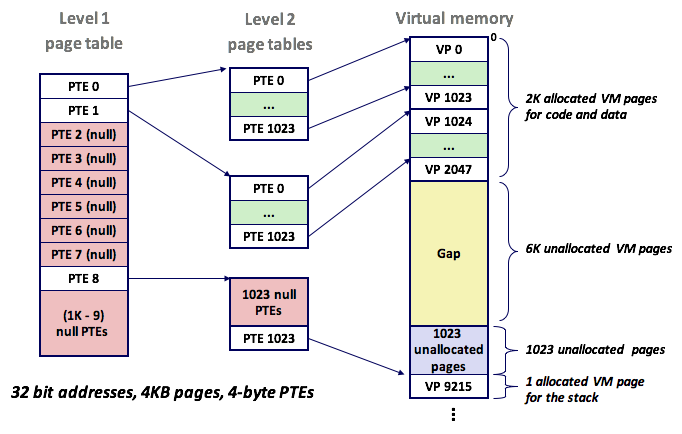 Level 1
page table
Level 2
page tables
Virtual memory
PTE 0
PTE 1
PTE 2 (null)
PTE 3 (null)
PTE 4 (null)
PTE 5 (null)
PTE 6 (null)
PTE 7 (null)
PTE 8
(1K - 9)
null PTEs
PTE 0
...
PTE 1023
PTE 0
...
PTE 1023
1023 null
PTEs
PTE 1023
0
VP 0
...
VP 1023
VP 1024
...
VP 2047
Gap
1023
unallocated
pages
VP 9215
2K allocated VM pages
for code and data
6K unallocated VM pages
1023 unallocated pages
1 allocated VM page
for the stack
32 bit addresses, 4KB pages, 4-byte PTEs